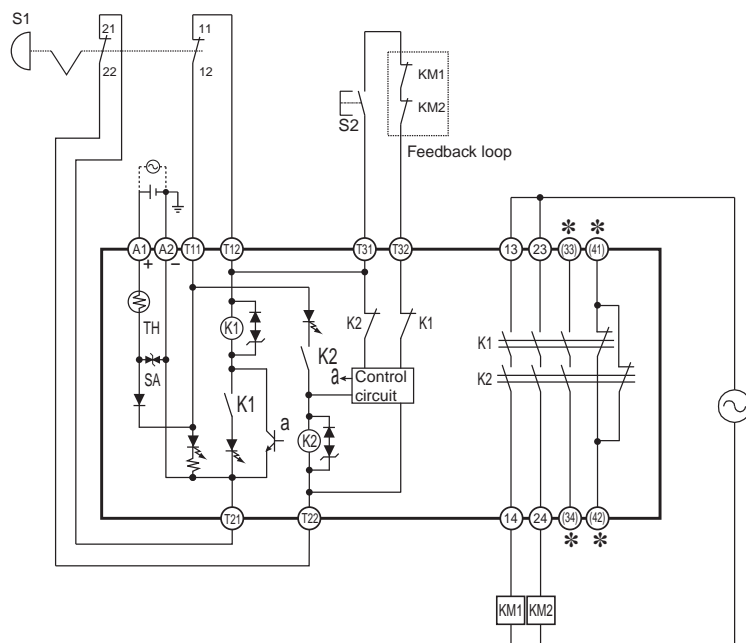 S1
21
11
22
12
KM1
KM2
S2
Feedback loop
A1
A2
T11
T12
T31
T32
13
23
(33)
(41)
*
*
+
−
TH
SA
K1
K1
K2
K2
a
K2
K1
a
Control
circuit
K1
K2
T21
T22
14
24
(34)
(42)
*
*
KM1
KM2